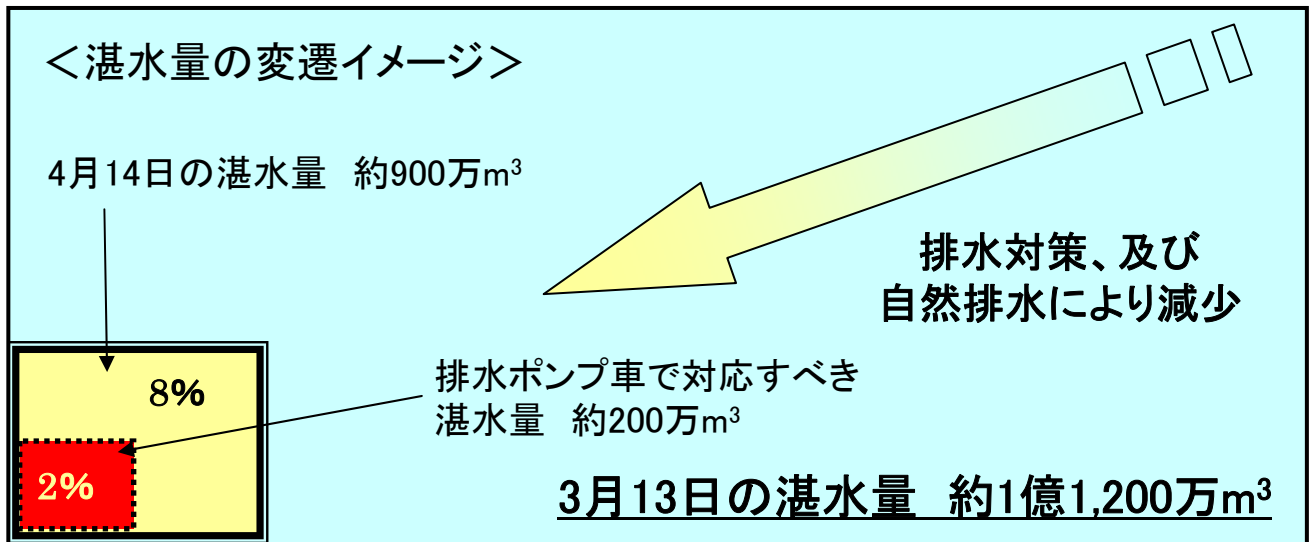 ＜湛水量の変遷イメージ＞
4月14日の湛水量　約900万m³
排水対策、及び
自然排水により減少
8%
排水ポンプ車で対応すべき
湛水量　約200万m³
2%
3月13日の湛水量　約1億1,200万m³